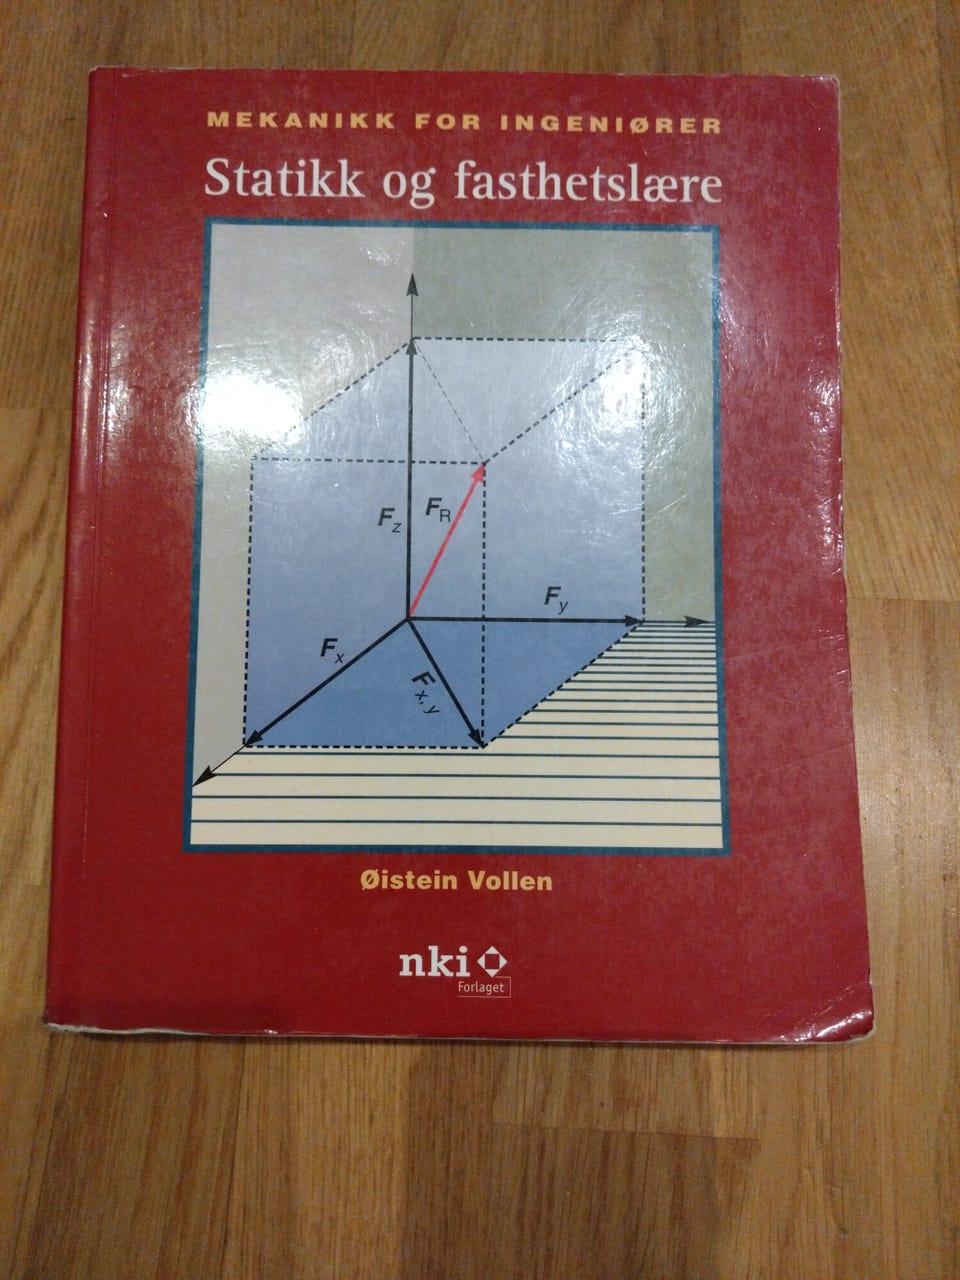 MEKANIKK FOR INGENIØRER
Statikk og fasthetslære
Fz
FR
Fy
Fx
Fx, y
Øistein Vollen
nki
Forlaget